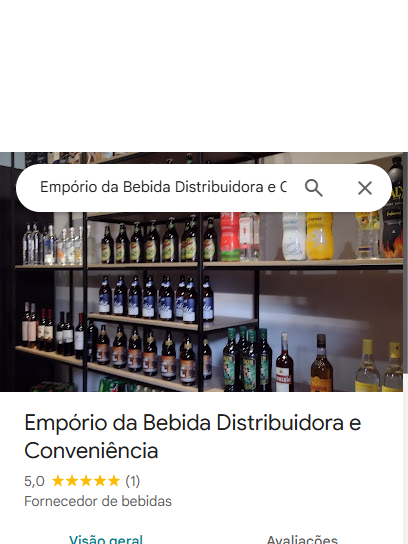 Empório da Bebida Distribuidora e C
Empório da Bebida Distribuidora e
Conveniência
5,0 (1)
Fornecedor de bebidas
Visão geral Avaliações